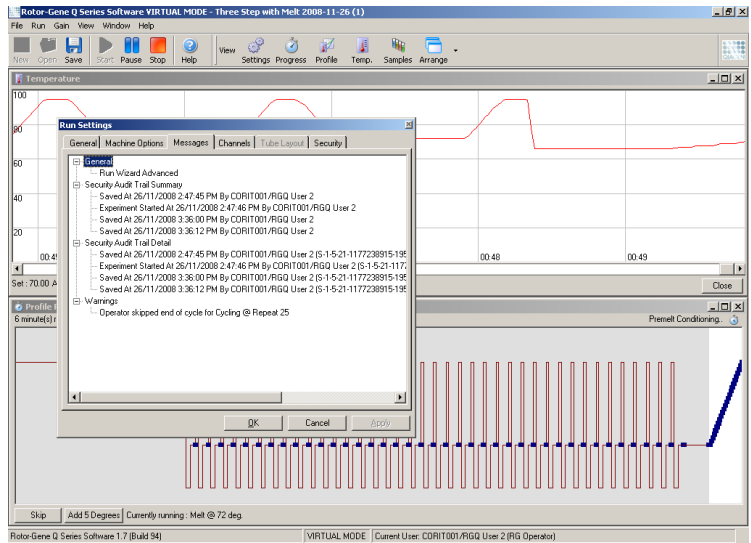 Rotor-Gene Q Series Software VIRTUAL MODE - Three Step with Melt 2008-11-26 (1)
File Run Gain View Window Help
New Open Save Start Pause Stop Help View Settings Progress Profile Temp. Samples Arrange
Temperature
100
80
60
40
20
00:48
00:49
Run Settings
General Machine Options Messages Channels Tube Layout Security
General
Run Wizard Advanced
Security Audit Trail Summary
Saved At 26/11/2008 2:47:45 PM By CORIT001/RGQ User 2
Experiment Started At 26/11/2008 2:47:46 PM By CORIT001/RGQ User 2
Saved At 26/11/2008 3:36:00 PM By CORIT001/RGQ User 2
Saved At 26/11/2008 3:36:12 PM By CORIT001/RGQ User 2
Security Audit Trail Detail
Saved At 26/11/2008 2:47:45 PM By CORIT001/RGQ User 2 (S-1-5-21-1177238915-195
Experiment Started At 26/11/2008 2:47:46 PM By CORIT001/RGQ User 2 (S-1-5-21-117
Saved At 26/11/2008 3:36:00 PM By CORIT001/RGQ User 2 (S-1-5-21-1177238915-195
Saved At 26/11/2008 3:36:12 PM By CORIT001/RGQ User 2 (S-1-5-21-1177238915-195
Warnings
Operator skipped end of cycle for Cycling @ Repeat 25
OK Cancel Apply
Set : 70.00 A
Close
Profile
6 minute(s) r
Premelt Conditioning..
Skip Add 5 Degrees Currently running : Melt @ 72 deg.
Rotor-Gene Q Series Software 1.7 (Build 94) VIRTUAL MODE Current User: CORIT001/RGQ User 2 (RG Operator)